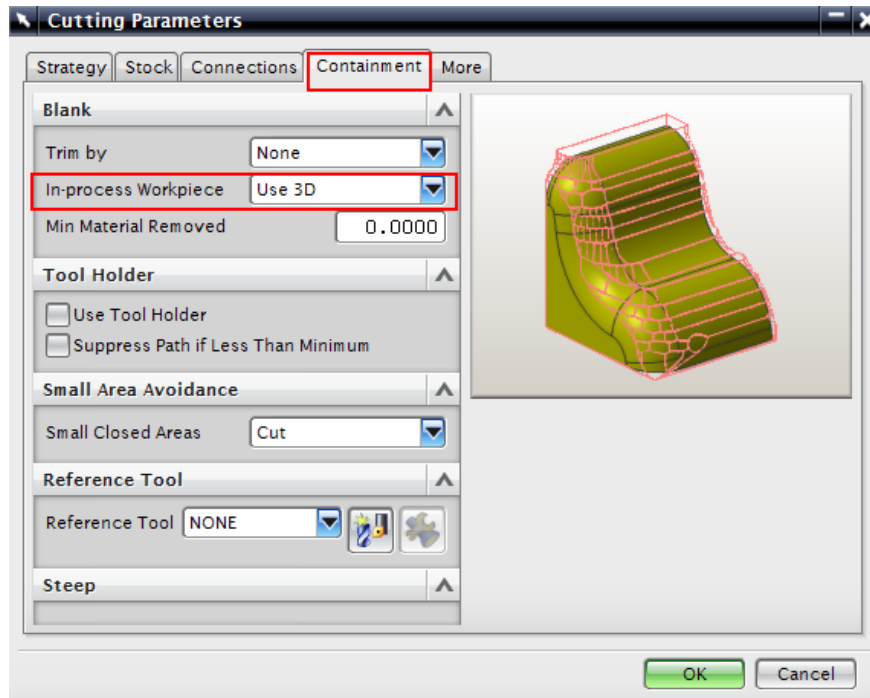 Cutting Parameters
Strategy Stock Connections Containment More
Blank
Trim by None
In-process Workpiece Use 3D
Min Material Removed 0.0000
Tool Holder
Use Tool Holder
Suppress Path if Less Than Minimum
Small Area Avoidance
Small Closed Areas Cut
Reference Tool
Reference Tool NONE
Steep
OK Cancel